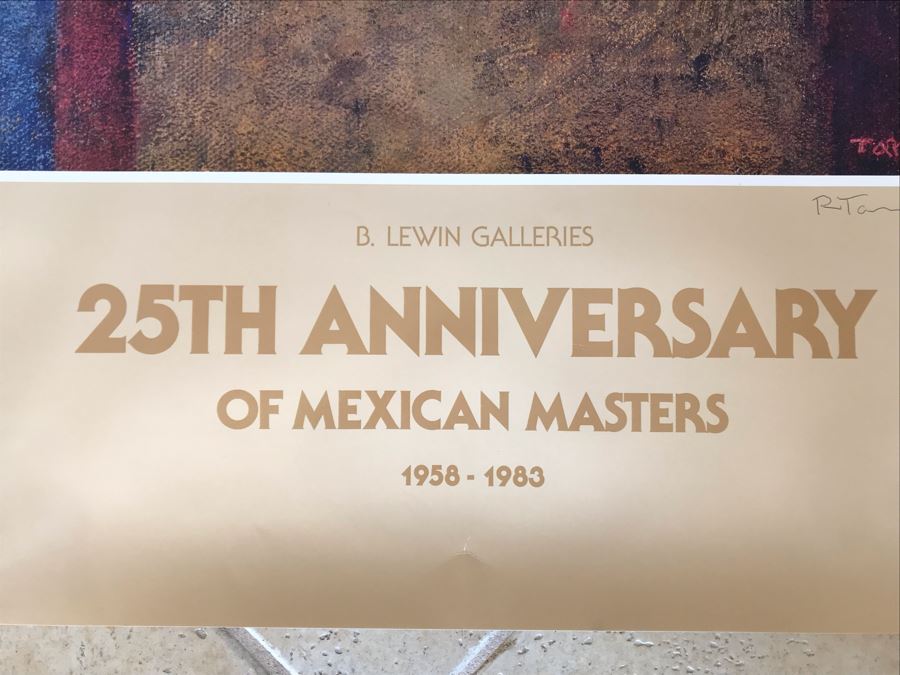 B. LEWIN GALLERIES
25TH ANNIVERSARY
OF MEXICAN MASTERS
1958 - 1983